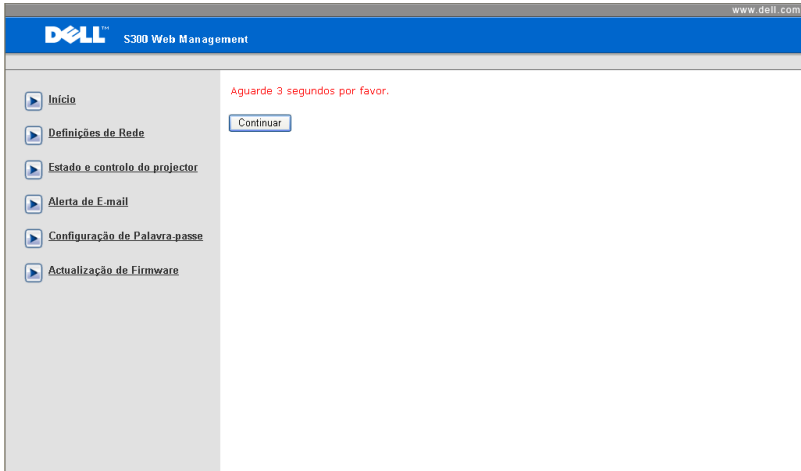 www.dell.com
DELL™ S300 Web Management
Início
Definições de Rede
Estado e controlo do projector
Alerta de E-mail
Configuração de Palavra-passe
Actualização de Firmware
Aguarde 3 segundos por favor.
Continuar